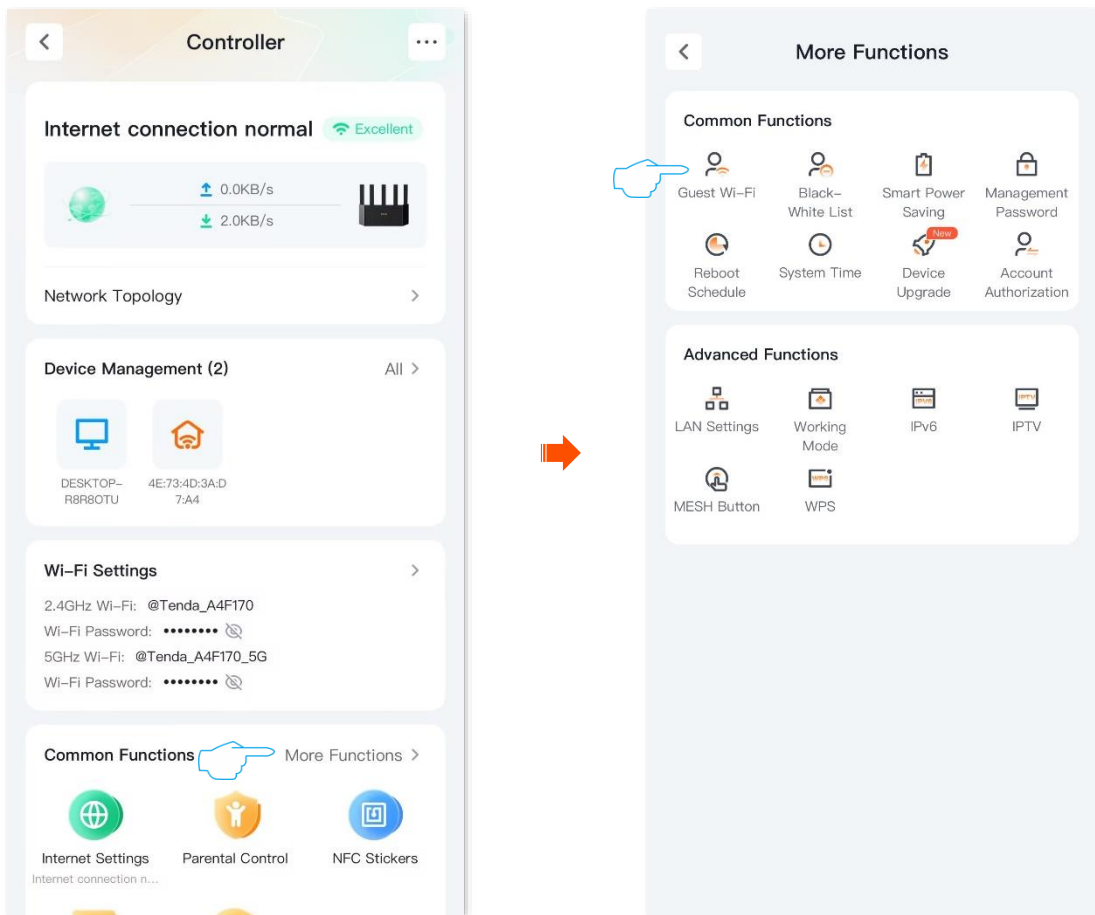 Controller
Internet connection normal
Excellent
0.0KB/s
2.0KB/s
Network Topology
Device Management (2)
All
DESKTOP-
R8R8OTU
4E:73:4D:3A:D
7:A4
Wi-Fi Settings
2.4GHz Wi-Fi: @Tenda_A4F170
Wi-Fi Password: ••••••••
5GHz Wi-Fi: @Tenda_A4F170_5G
Wi-Fi Password: ••••••••
Common Functions
More Functions
Internet Settings
Internet connection n...
Parental Control
NFC Stickers
More Functions
Common Functions
Guest Wi-Fi
Black-
White List
Smart Power
Saving
Management
Password
Reboot
Schedule
System Time
New
Device
Upgrade
Account
Authorization
Advanced Functions
LAN Settings
Working
Mode
IPV6
IPv6
IPTV
IPTV
MESH Button
WPS
WPS